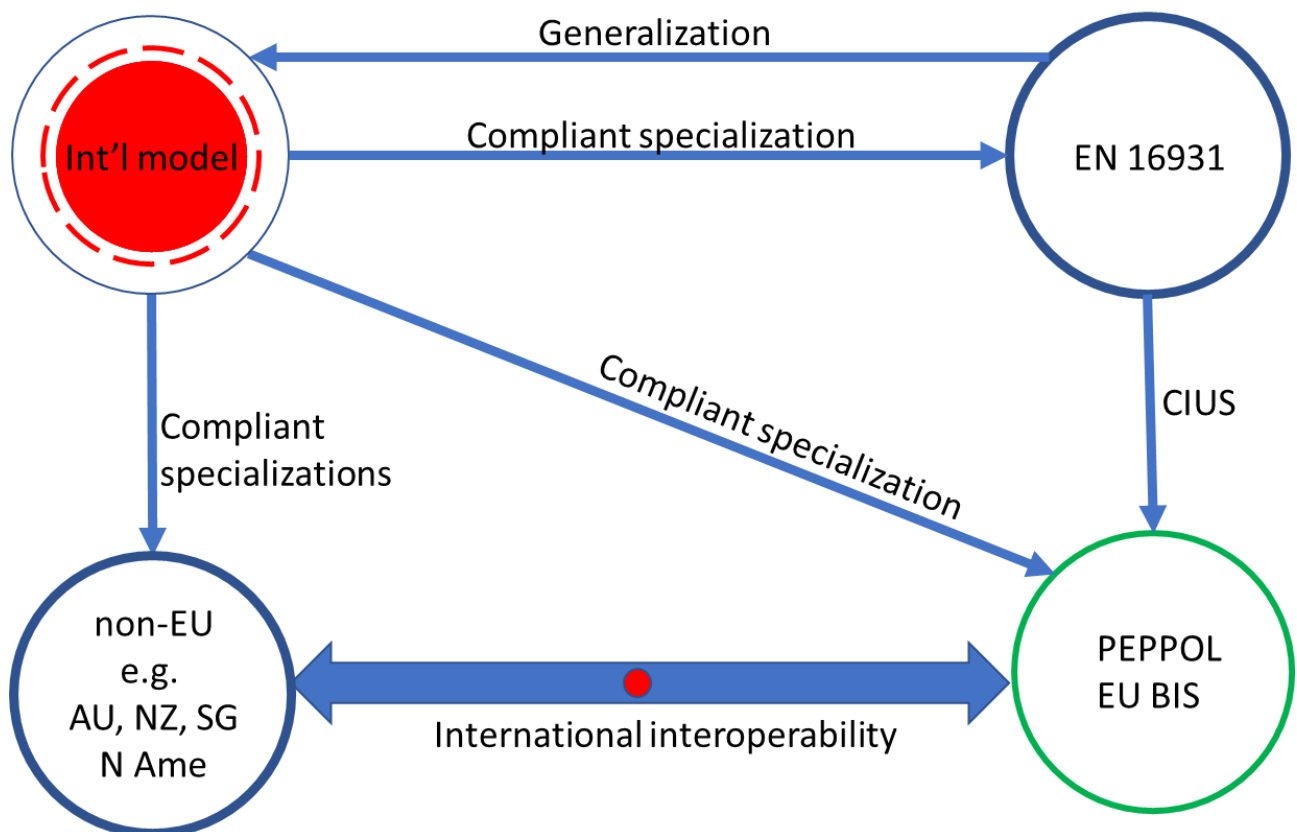 Generalization
Compliant specialization
Int'l model
EN 16931
Compliant specialization
CIUS
Compliant
specializations
non-EU
e.g.
AU, NZ, SG
N Ame
PEPPOL
EU BIS
International interoperability